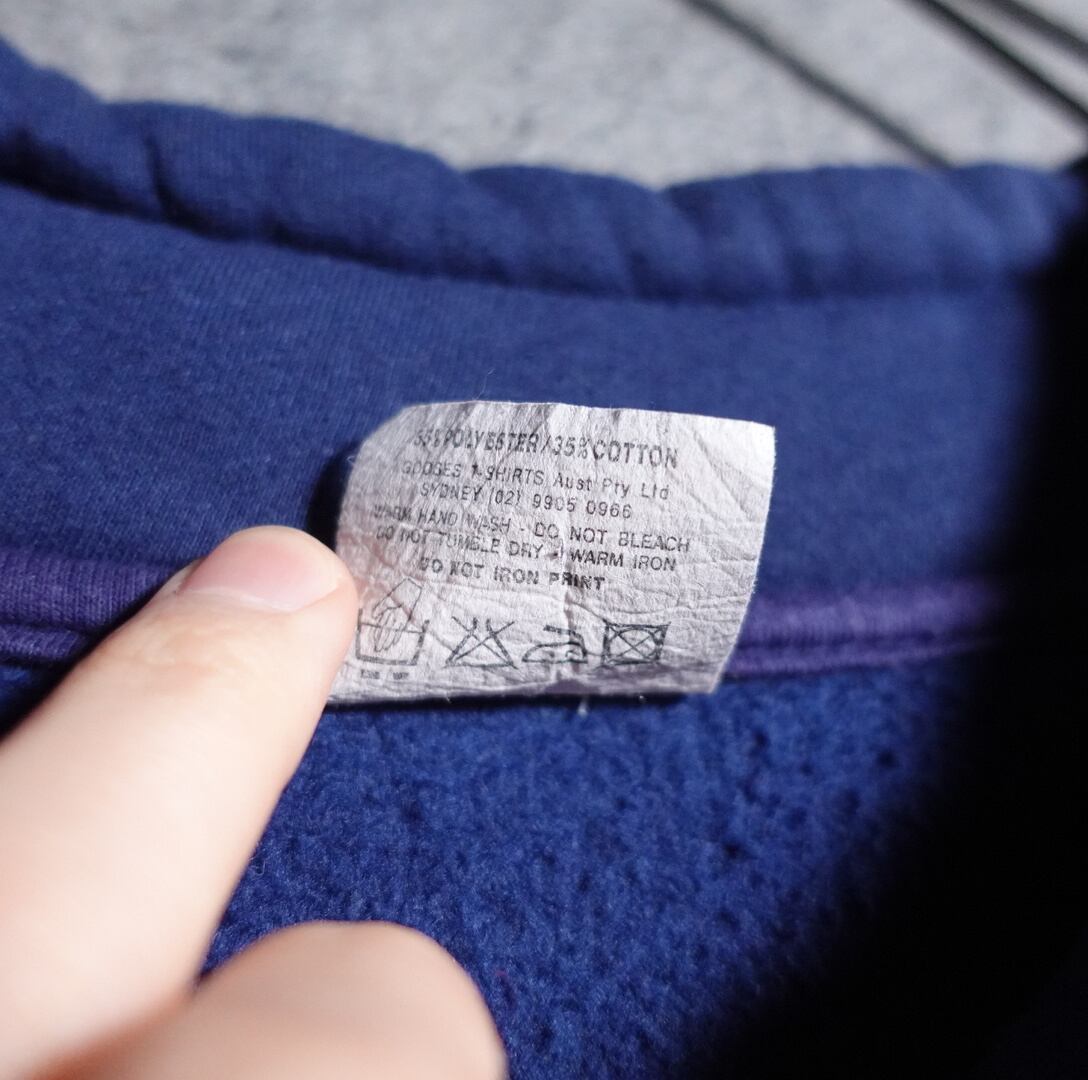 65% POLYESTER/35% COTTON
GOOSES T-SHIRTS Aust Pty Ltd
SYDNEY (02) 9905 0966
WARM HAND WASH - DO NOT BLEACH
DO NOT TUMBLE DRY - WARM IRON
DO NOT IRON PRINT